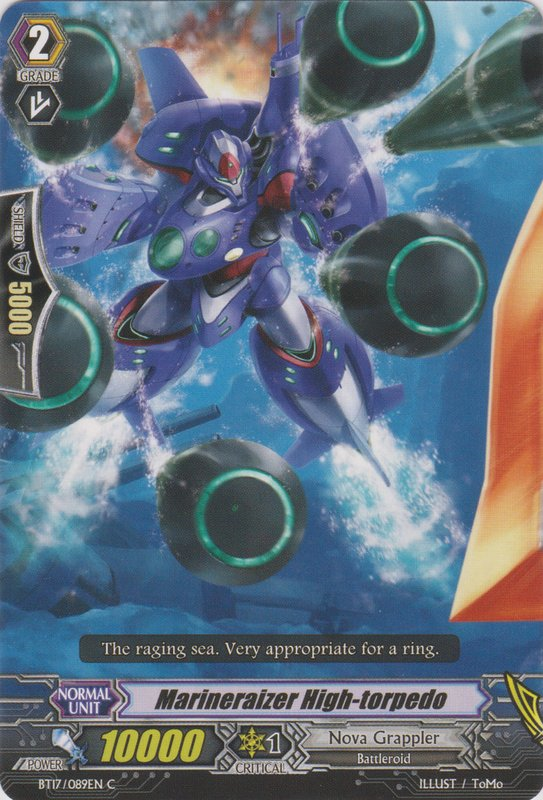 2
GRADE
SHIELD
5000
The raging sea. Very appropriate for a ring.
NORMAL
UNIT
Marineraizer High-torpedo
POWER
10000
1
CRITICAL
Nova Grappler
Battleroid
BT17/089EN C
ILLUST / ToMo